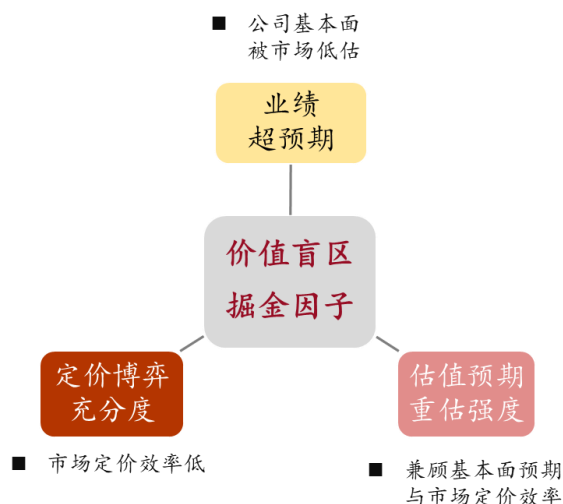 ■ 公司基本面
被市场低估
业绩
超预期
价值盲区
掘金因子
定价博弈
充分度
■ 市场定价效率低
估值预期
重估强度
■ 兼顾基本面预期
与市场定价效率